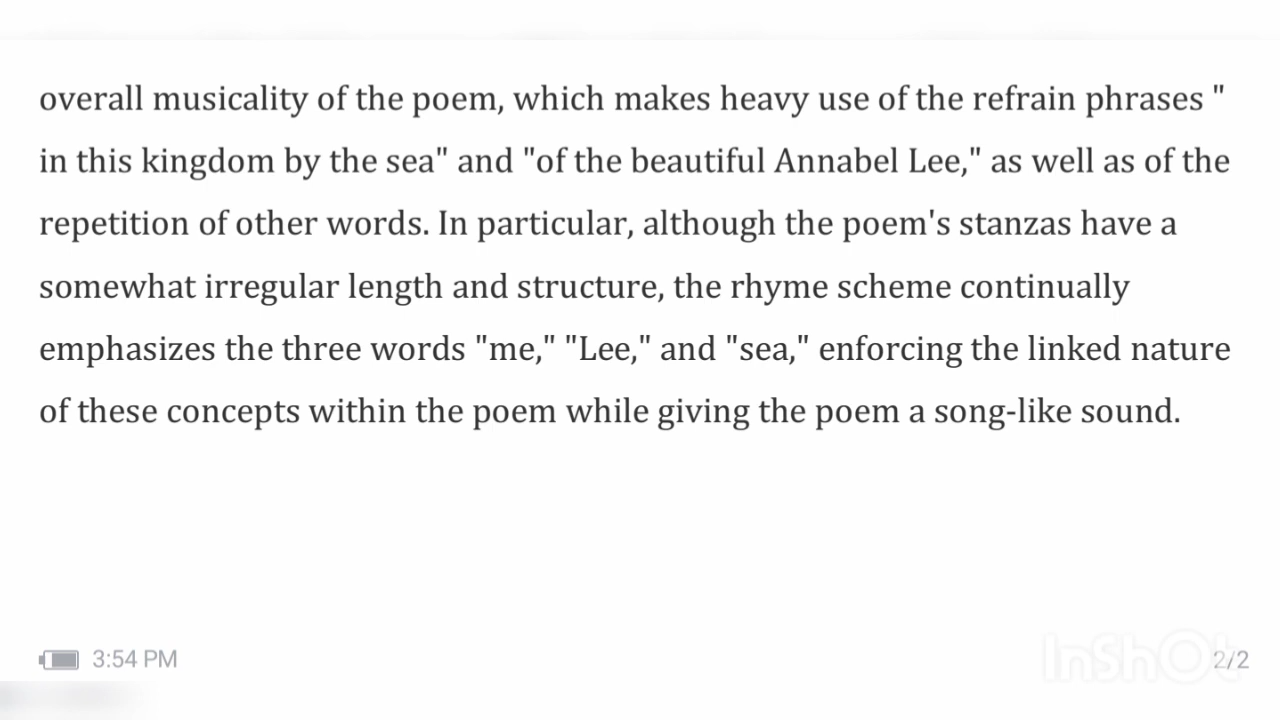 overall musicality of the poem, which makes heavy use of the refrain phrases "
in this kingdom by the sea" and "of the beautiful Annabel Lee," as well as of the
repetition of other words. In particular, although the poem's stanzas have a
somewhat irregular length and structure, the rhyme scheme continually
emphasizes the three words "me," "Lee," and "sea," enforcing the linked nature
of these concepts within the poem while giving the poem a song-like sound.
3:54 PM
InShOt
2/2